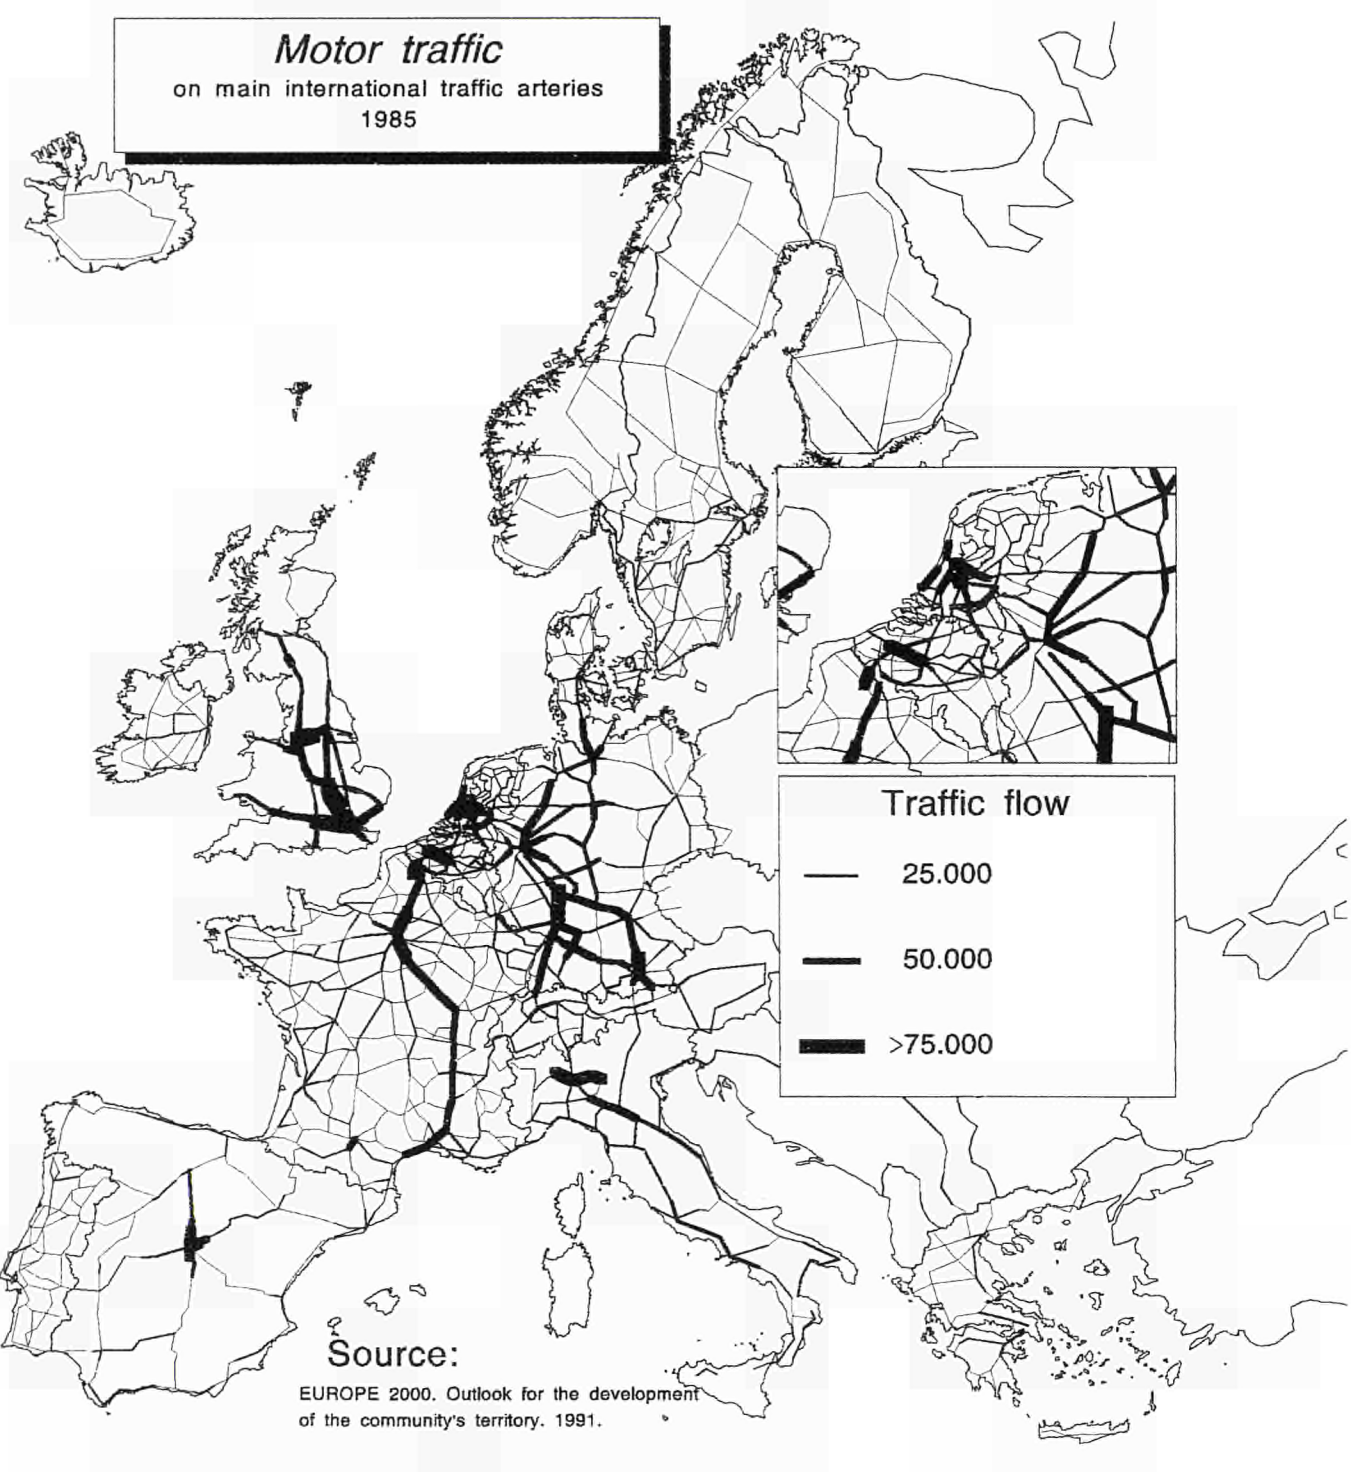 Motor traffic
on main international traffic arteries
1985
Traffic flow
25.000
50.000
>75.000
Source:
EUROPE 2000. Outlook for the development
of the community's territory. 1991.